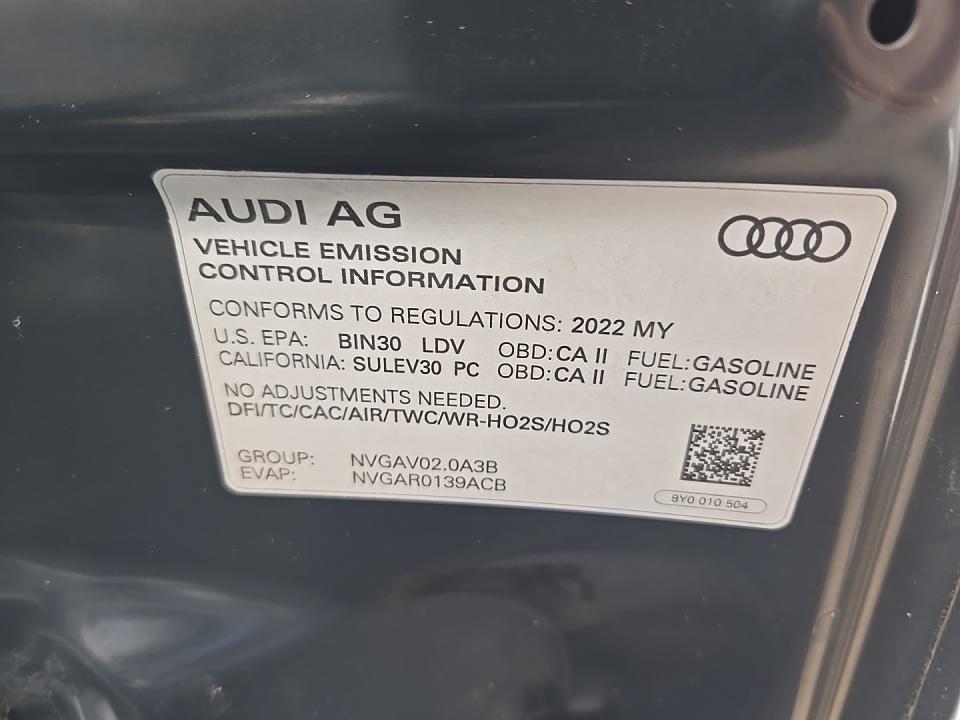 AUDI AG
VEHICLE EMISSION
CONTROL INFORMATION
CONFORMS TO REGULATIONS: 2022 MY
U.S. EPA: BIN30 LDV OBD:CA II FUEL:GASOLINE
CALIFORNIA: SULEV30 PC OBD:CA II FUEL:GASOLINE
NO ADJUSTMENTS NEEDED.
DFI/TC/CAC/AIR/TWC/WR-HO2S/HO2S
GROUP: NVGAV02.0A3B
EVAP: NVGAR0139ACB
8Y0 010 504